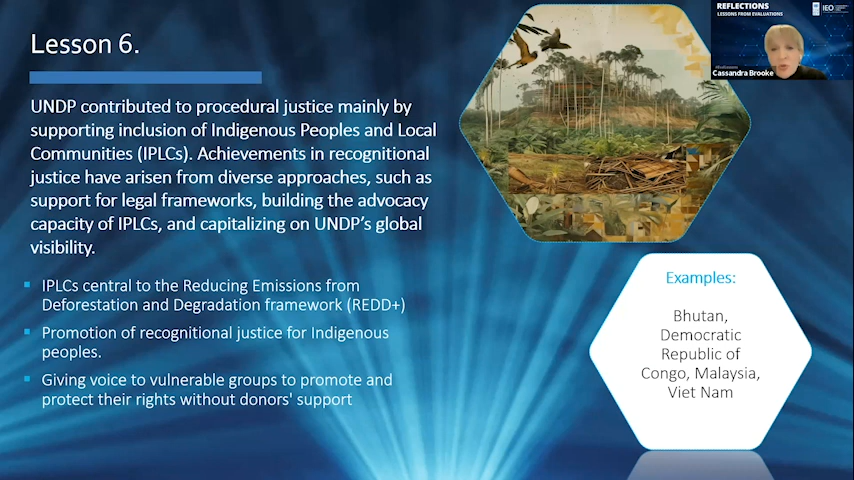 Lesson 6.
UNDP contributed to procedural justice mainly by
supporting inclusion of Indigenous Peoples and Local
Communities (IPLCs). Achievements in recognitional
justice have arisen from diverse approaches, such as
support for legal frameworks, building the advocacy
capacity of IPLCs, and capitalizing on UNDP's global
visibility.
IPLCs central to the Reducing Emissions from
Deforestation and Degradation framework (REDD+)
Promotion of recognitional justice for Indigenous
peoples.
Giving voice to vulnerable groups to promote and
protect their rights without donors' support
Examples:
Bhutan,
Democratic
Republic of
Congo, Malaysia,
Viet Nam
REFLECTIONS
LESSONS FROM EVALUATIONS
IEO
Cassandra Brooke